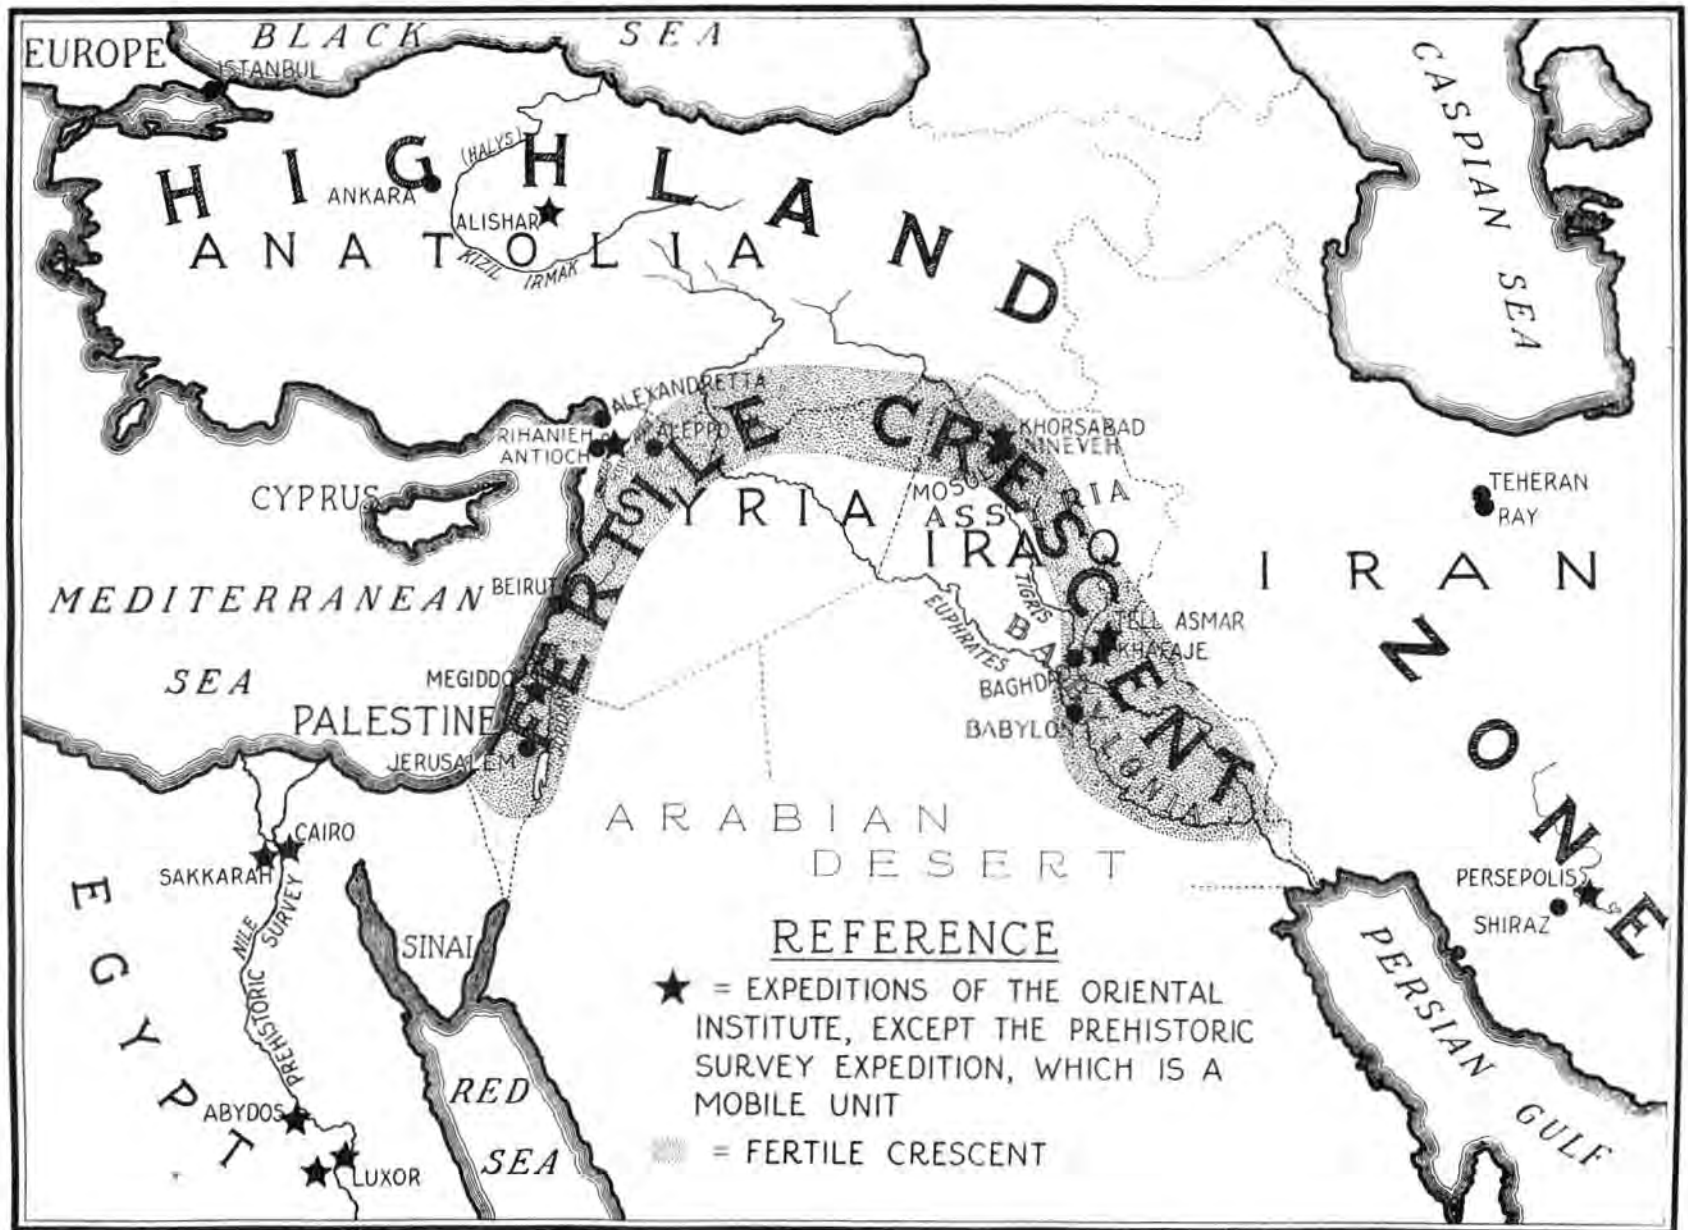 EUROPE
BLACK SEA
ISTANBUL
CASPIAN SEA
HIGHLAND ZONE
(HALYS)
ANKARA
ALISHAR
ANATOLIA
KIZIL IRMAK
FERTILE CRESCENT
ALEXANDRETTA
RIHANIEH
ALEPPO
ANTIOCH
KHORSABAD
NINEVEH
CYPRUS
SYRIA
MOSUL
ASSYRIA
IRAQ
TEHERAN
RAY
IRAN
MEDITERRANEAN
SEA
BEIRUT
TIGRIS
EUPHRATES
TELL ASMAR
KHAFAJE
BAGHDAD
BABYLON
BABYLONIA
MEGIDDO
PALESTINE
JERUSALEM
JORDAN
ARABIAN
DESERT
CAIRO
SAKKARAH
EGYPT
NILE
PREHISTORIC SURVEY
SINAI
ABYDOS
LUXOR
RED
SEA
PERSEPOLIS
SHIRAZ
PERSIAN GULF
REFERENCE
★ = EXPEDITIONS OF THE ORIENTAL
INSTITUTE, EXCEPT THE PREHISTORIC
SURVEY EXPEDITION, WHICH IS A
MOBILE UNIT
= FERTILE CRESCENT